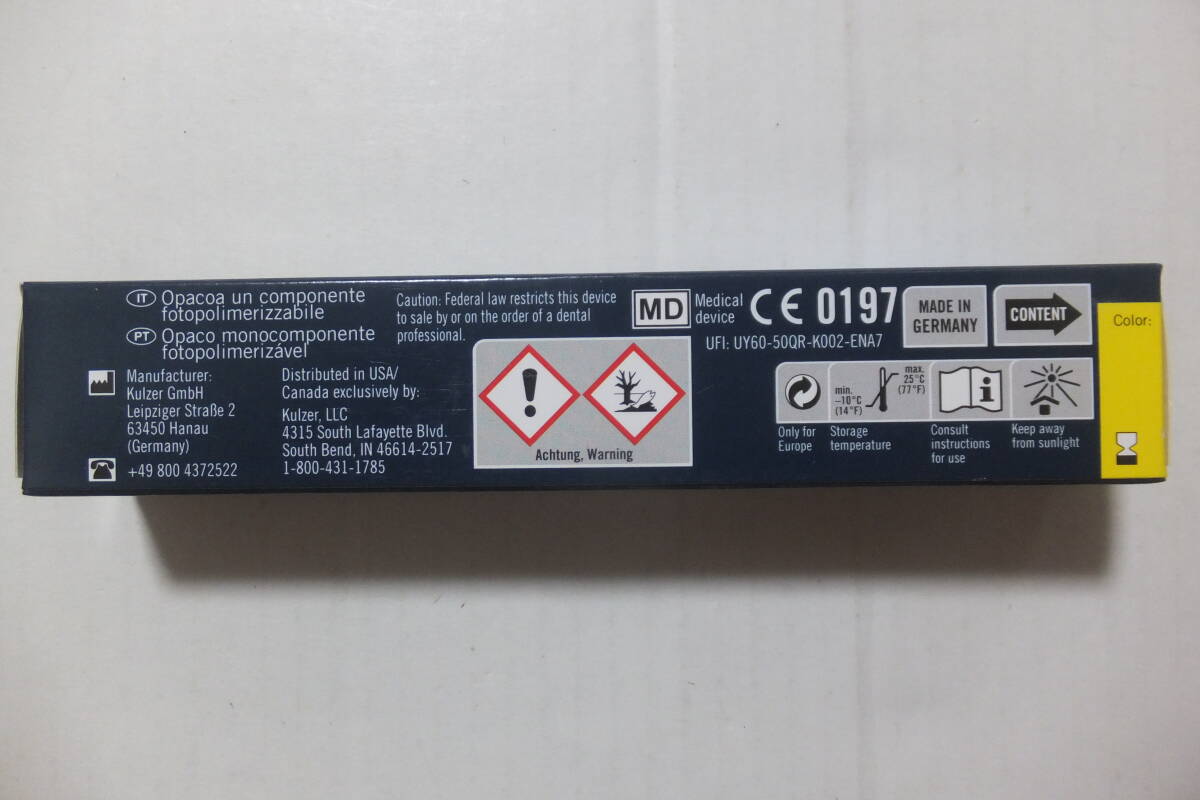 IT Opacoa un componente
fotopolimerizzabile
PT Opaco monocomponente
fotopolimerizável
Manufacturer:
Kulzer GmbH
Leipziger Straße 2
63450 Hanau
(Germany)
+49 800 4372522
Distributed in USA/
Canada exclusively by:
Kulzer, LLC
4315 South Lafayette Blvd.
South Bend, IN 46614-2517
1-800-431-1785
Caution: Federal law restricts this device
to sale by or on the order of a dental
professional.
Achtung, Warning
MD
Medical
device
CE 0197
UFI: UY60-50QR-K002-ENA7
MADE IN
GERMANY
CONTENT
Only for
Europe
min.
–10°C
(14°F)
max.
25°C
(77°F)
Storage
temperature
i
Consult
instructions
for use
Keep away
from sunlight
Color: